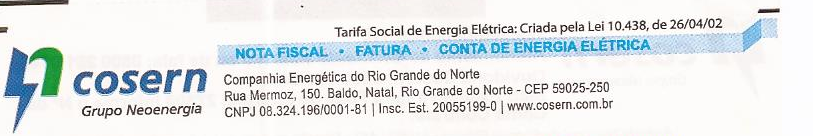 Tarifa Social de Energia Elétrica: Criada pela Lei 10.438, de 26/04/02
NOTA FISCAL • FATURA • CONTA DE ENERGIA ELÉTRICA
cosern
Grupo Neoenergia
Companhia Energética do Rio Grande do Norte
Rua Mermoz, 150. Baldo, Natal, Rio Grande do Norte - CEP 59025-250
CNPJ 08.324.196/0001-81 | Insc. Est. 20055199-0 | www.cosern.com.br